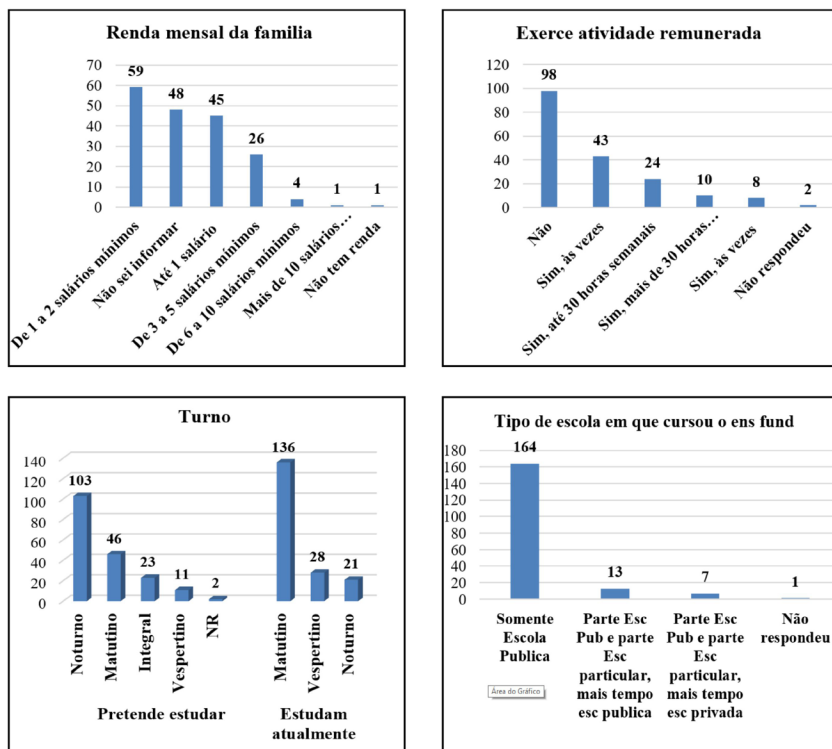 Renda mensal da familia
70
60
50
40
30
20
10
0
59
48
45
26
4
1
1
De 1 a 2 salários mínimos
Não sei informar
Até 1 salário
De 3 a 5 salários mínimos
De 6 a 10 salários mínimos
Mais de 10 salários...
Não tem renda
Exerce atividade remunerada
120
100
80
60
40
20
0
98
43
24
10
8
2
Não
Sim, às vezes
Sim, até 30 horas semanais
Sim, mais de 30 horas...
Sim, às vezes
Não respondeu
Turno
140
120
100
80
60
40
20
0
103
46
23
11
2
136
28
21
Noturno
Matutino
Integral
Vespertino
NR
Matutino
Vespertino
Noturno
Pretende estudar
Estudam
atualmente
Tipo de escola em que cursou o ens fund
180
160
140
120
100
80
60
40
20
0
164
13
7
1
Somente
Escola
Publica
Parte Esc
Pub e parte
Esc
particular,
mais tempo
esc publica
Parte Esc
Pub e parte
Esc
particular,
mais tempo
esc privada
Não
respondeu
Área do Gráfico